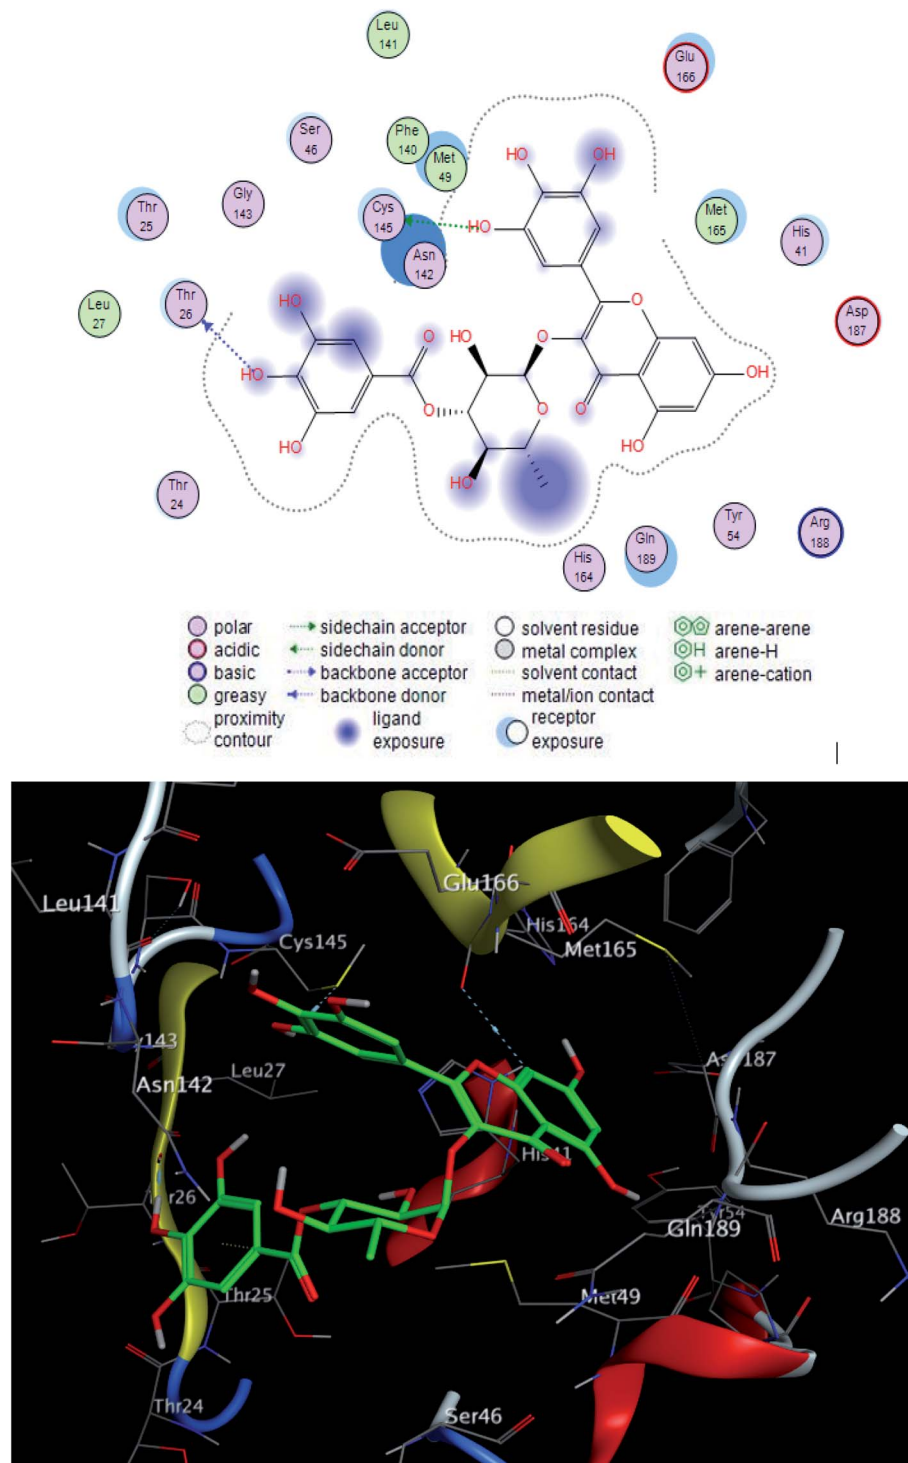 Leu
141
Glu
166
Ser
46
Phe
140
Met
49
Gly
143
Thr
25
Cys
145
Asn
142
HO
OH
HO
Met
165
His
41
Leu
27
Thr
26
HO
HO
HO
O
O
HO
O
O
O
O
OH
HO
HO
Asp
187
Thr
24
His
164
Gln
189
Tyr
54
Arg
188
polar
acidic
basic
greasy
proximity
contour
sidechain acceptor
sidechain donor
backbone acceptor
backbone donor
ligand
exposure
solvent residue
metal complex
solvent contact
metal/ion contact
receptor
exposure
arene-arene
H arene-H
+ arene-cation
Leu141
Glu166
His164
Met165
Cys145
Leu27
Asn142
His41
Gln189
Arg188
Thr25
Met49
Thr24
Ser46